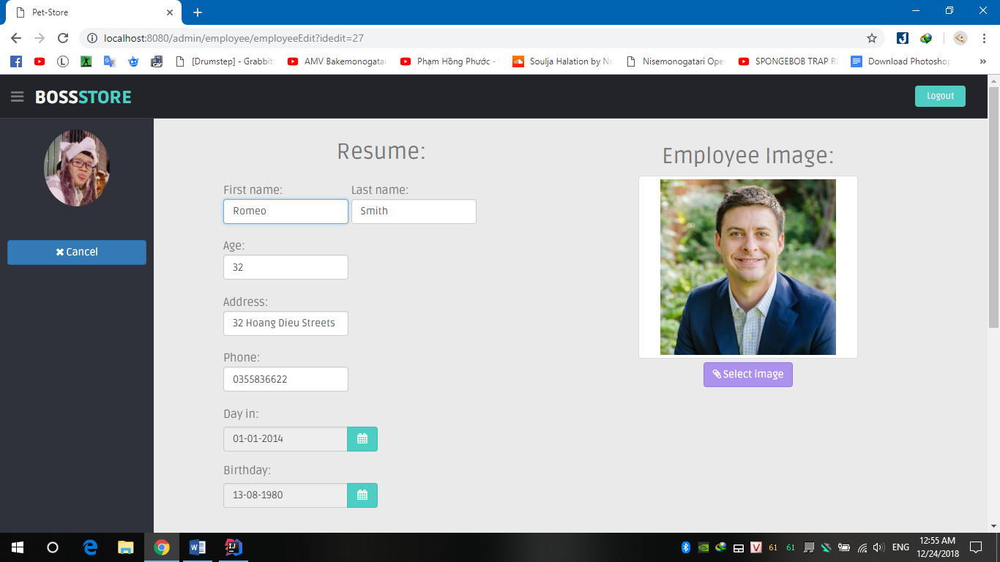 Pet-Store
localhost:8080/admin/employee/employeeEdit?idedit=27
[Drumstep] - Grabbit
AMV Bakemonogatar
Phạm Hồng Phước -
Soulja Halation by No
Nisemonogatari Ope
SPONGEBOB TRAP R
Download Photoshop
BOSSSTORE
Logout
Cancel
Resume:
Employee Image:
First name:
Last name:
Romeo
Smith
Age:
32
Address:
32 Hoang Dieu Streets
Phone:
0355836622
Select image
Day in:
01-01-2014
Birthday:
13-08-1980
61
61
ENG
12:55 AM
12/24/2018